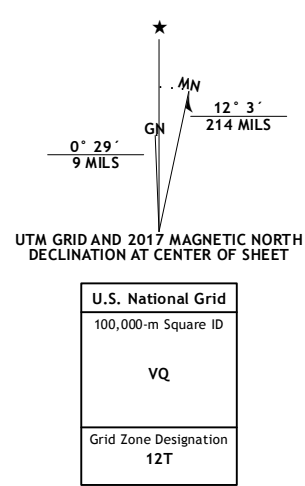 ★
MN
12° 3´
214 MILS
GN
0° 29´
9 MILS
UTM GRID AND 2017 MAGNETIC NORTH
DECLINATION AT CENTER OF SHEET
U.S. National Grid
100,000-m Square ID
VQ
Grid Zone Designation
12T